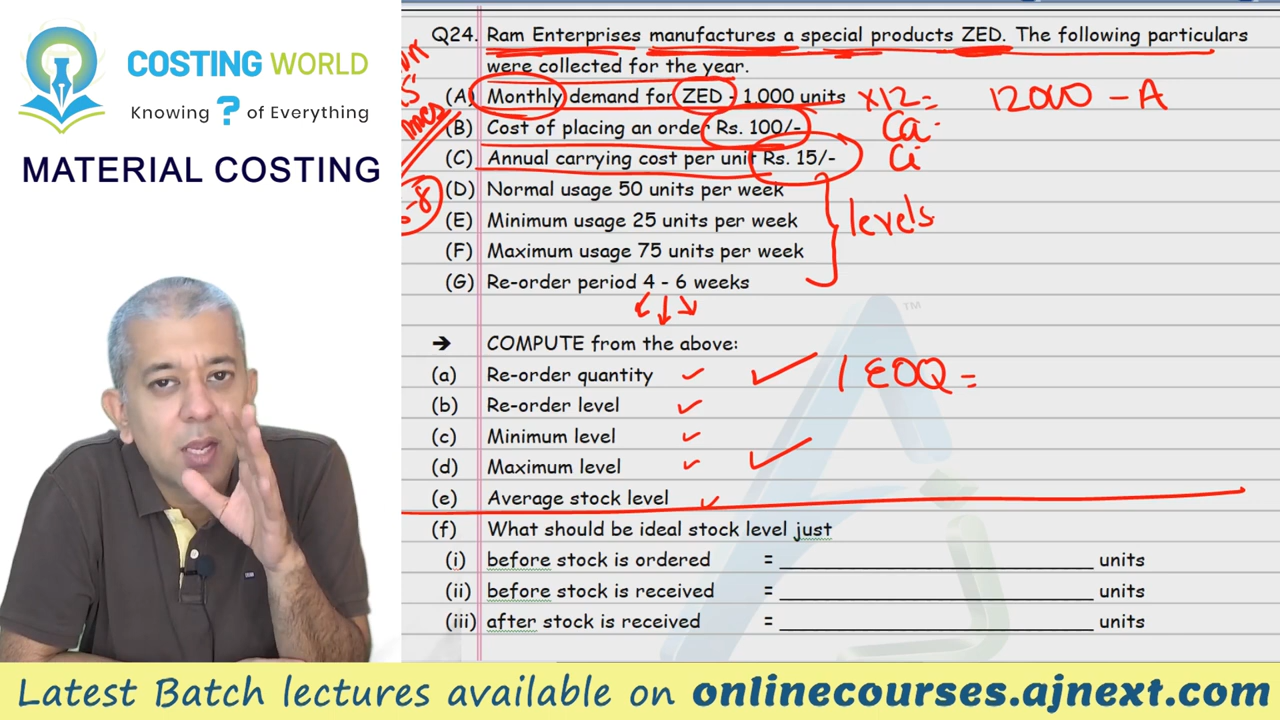 COSTING WORLD
Knowing ? of Everything
MATERIAL COSTING
Q24. Ram Enterprises manufactures a special products ZED. The following particulars
were collected for the year.
(A) Monthly demand for ZED - 1,000 units x12= 12000 - A
(B) Cost of placing an order Rs. 100/- Ca
(C) Annual carrying cost per unit Rs. 15/- Ci
(D) Normal usage 50 units per week
(E) Minimum usage 25 units per week
(F) Maximum usage 75 units per week
levels
(G) Re-order period 4 - 6 weeks
→ COMPUTE from the above:
(a) Re-order quantity | EOQ =
(b) Re-order level
(c) Minimum level
(d) Maximum level
(e) Average stock level
(f) What should be ideal stock level just
(i) before stock is ordered = ____________ units
(ii) before stock is received = ____________ units
(iii) after stock is received = ____________ units
Latest Batch lectures available on onlinecourses.ajnext.com